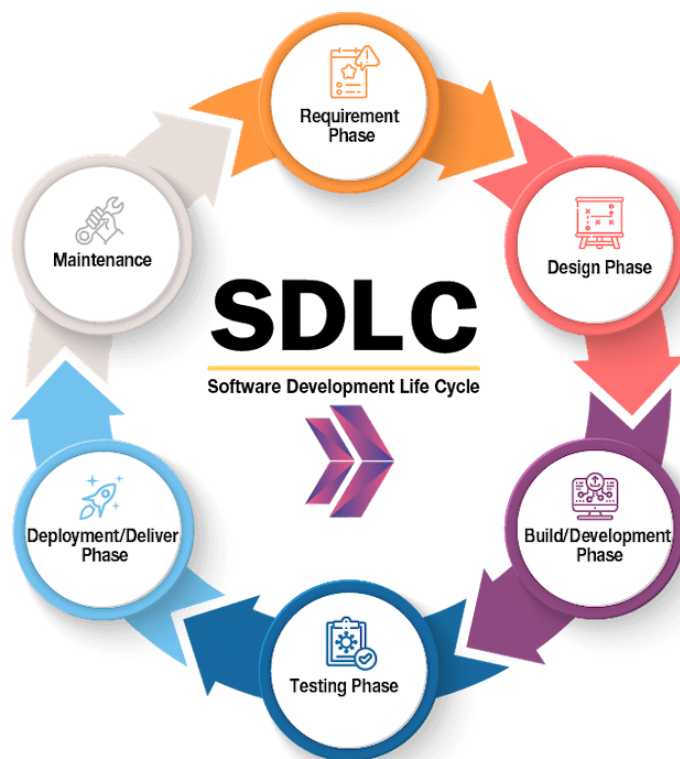 Requirement
Phase
Design Phase
Build/Development
Phase
Testing Phase
Deployment/Deliver
Phase
Maintenance
SDLC
Software Development Life Cycle